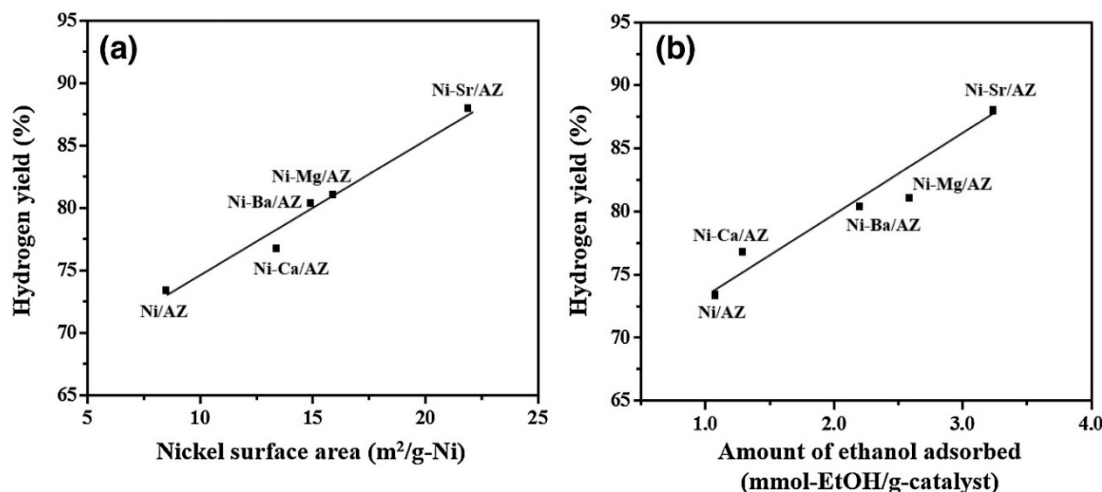 (a)
Hydrogen yield (%)
95
90
85
80
75
70
65
Ni-Sr/AZ
Ni-Mg/AZ
Ni-Ba/AZ
Ni-Ca/AZ
Ni/AZ
5
10
15
20
25
Nickel surface area (m²/g-Ni)
(b)
Hydrogen yield (%)
95
90
85
80
75
70
65
Ni-Sr/AZ
Ni-Mg/AZ
Ni-Ba/AZ
Ni-Ca/AZ
Ni/AZ
1.0
2.0
3.0
4.0
Amount of ethanol adsorbed
(mmol-EtOH/g-catalyst)